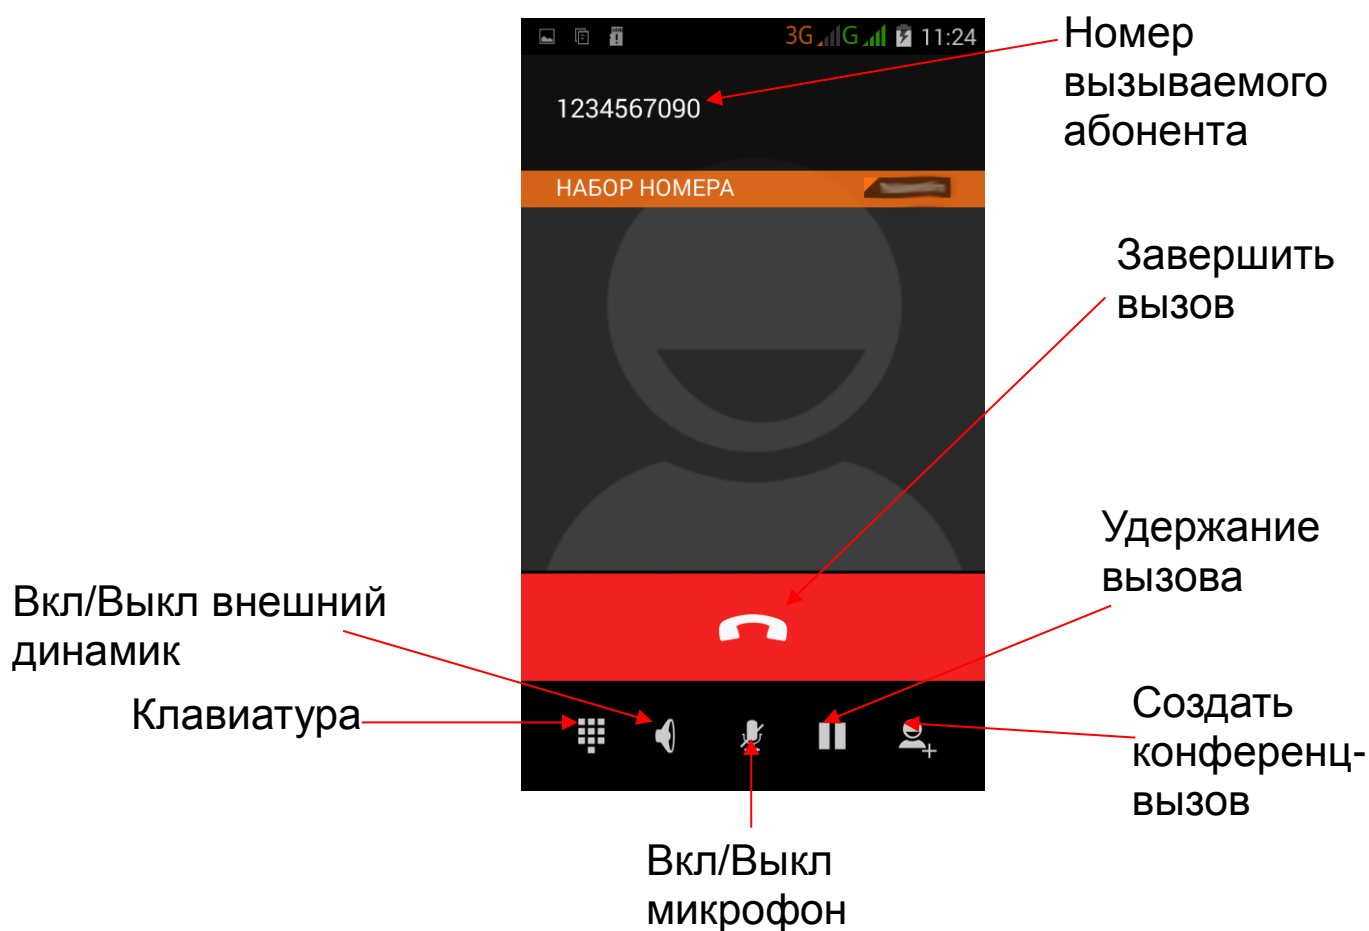 3G G 11:24
Номер
вызываемого
абонента
1234567090
НАБОР НОМЕРА
Завершить
вызов
Удержание
вызова
Вкл/Выкл внешний
динамик
Клавиатура
Создать
конференц-
вызов
Вкл/Выкл
микрофон